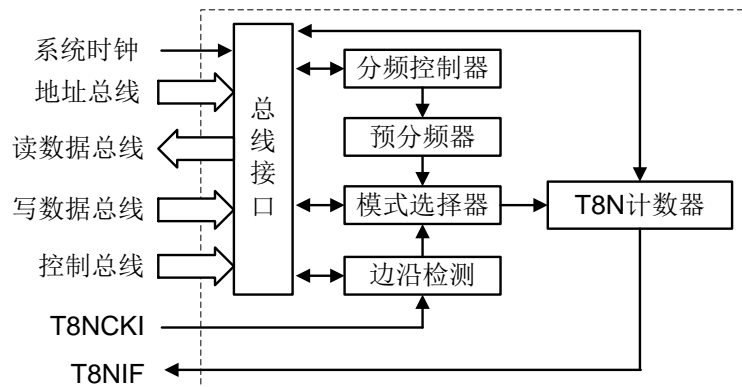 系统时钟
地址总线
读数据总线
写数据总线
控制总线
T8NCKI
T8NIF
总线接口
分频控制器
预分频器
模式选择器
边沿检测
T8N计数器